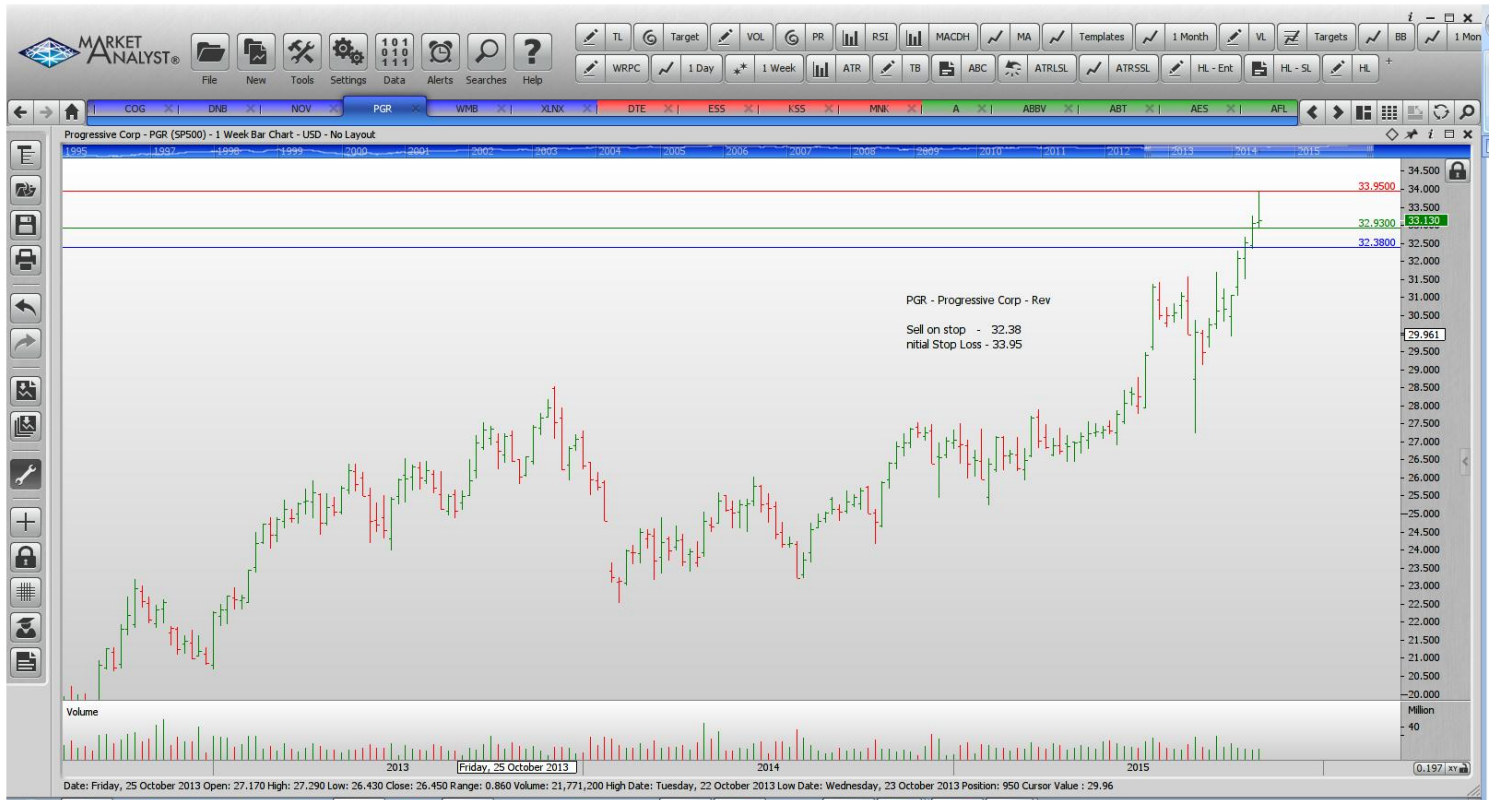 i
MARKET
ANALYST®
File New Tools Settings Data Alerts Searches Help
TL Target VOL PR RSI MACDH MA Templates 1 Month VL Targets BB 1 Mon
WRPC 1 Day 1 Week ATR TB ABC ATRLSL ATRSSL HL - Ent HL - SL HL +
COG DNB NOV PGR WMB XLNX DTE ESS KSS MNK A ABBV ABT AES AFL
Progressive Corp - PGR (SP500) - 1 Week Bar Chart - USD - No Layout
1995 1997 1998 1999 2000 2001 2002 2003 2004 2005 2006 2007 2008 2009 2010 2011 2012 2013 2014 2015
34.500
33.9500
34.000
33.500
32.9300
33.130
32.3800
32.500
32.000
31.500
31.000
PGR - Progressive Corp - Rev
30.500
Sell on stop - 32.38
29.961
nitial Stop Loss - 33.95
29.500
29.000
28.500
28.000
27.500
27.000
26.500
26.000
25.500
25.000
24.500
24.000
23.500
23.000
22.500
22.000
21.500
21.000
20.500
20.000
Volume
Million
40
2013 Friday, 25 October 2013 2014 2015
0.197 XY
Date: Friday, 25 October 2013 Open: 27.170 High: 27.290 Low: 26.430 Close: 26.450 Range: 0.860 Volume: 21,771,200 High Date: Tuesday, 22 October 2013 Low Date: Wednesday, 23 October 2013 Position: 950 Cursor Value : 29.96